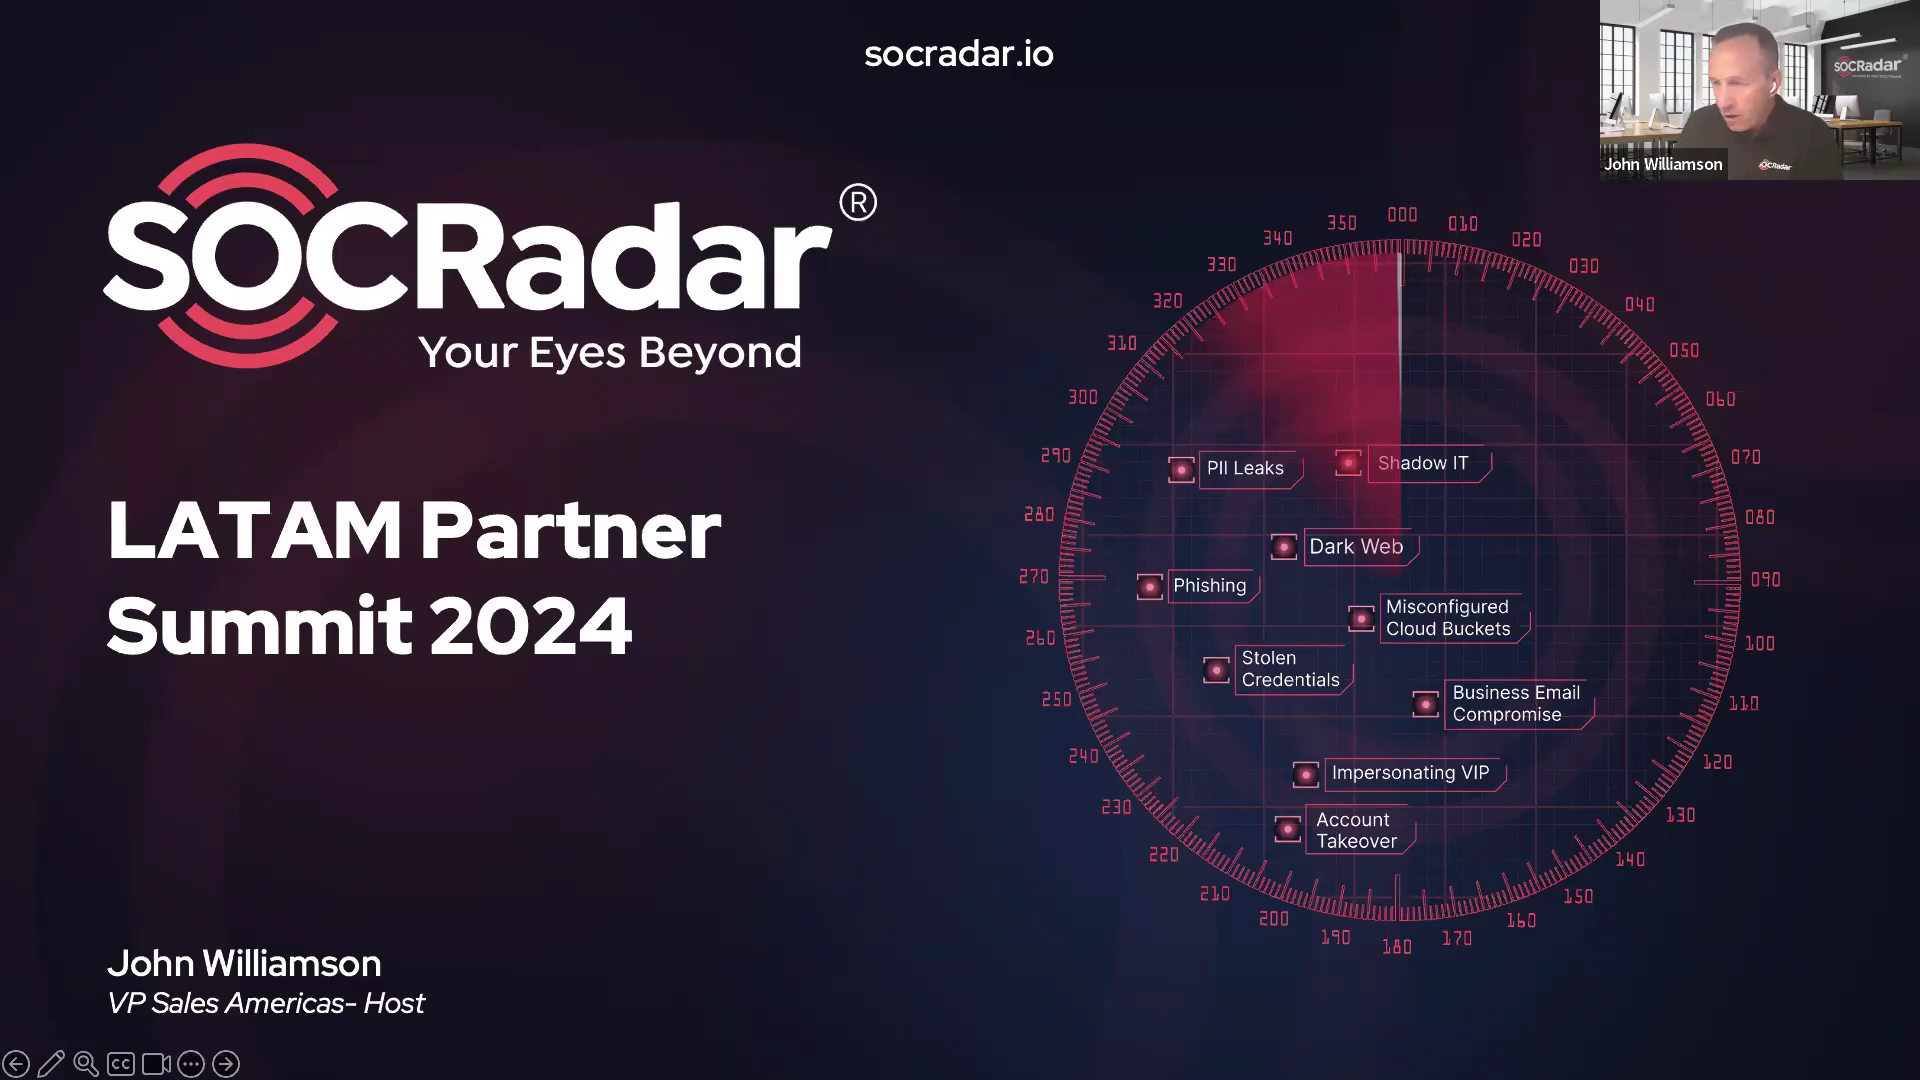 socradar.io
SOCRadar
John Williamson
SOCRadar
SOCRadar®
Your Eyes Beyond
LATAM Partner
Summit 2024
John Williamson
VP Sales Americas- Host
000
010
020
030
040
050
060
070
080
090
100
110
120
130
140
150
160
170
180
190
200
210
220
230
240
250
260
270
280
290
300
310
320
330
340
350
PII Leaks
Shadow IT
Dark Web
Phishing
Misconfigured
Cloud Buckets
Stolen
Credentials
Business Email
Compromise
Impersonating VIP
Account
Takeover
CC